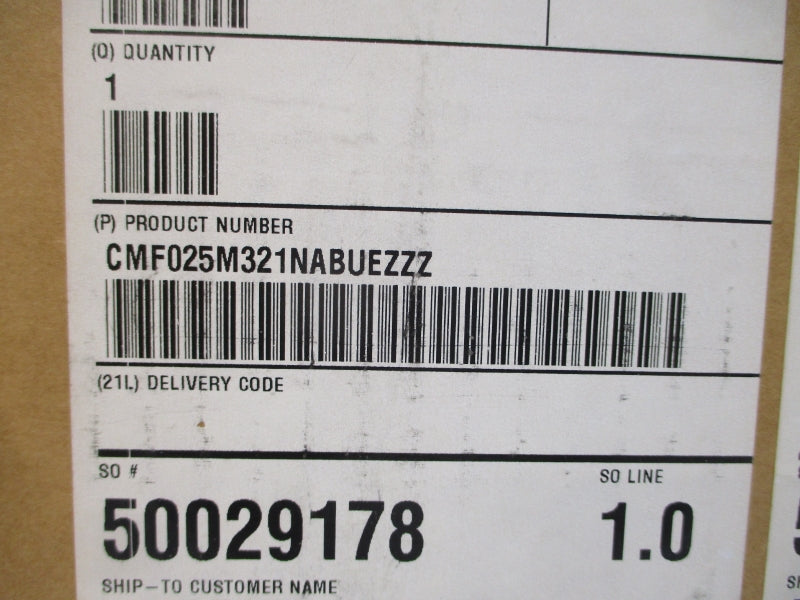 (Q) QUANTITY
1
(P) PRODUCT NUMBER
CMF025M321NABUEZZZ
(21L) DELIVERY CODE
SO #
SO LINE
50029178
1.0
SHIP-TO CUSTOMER NAME